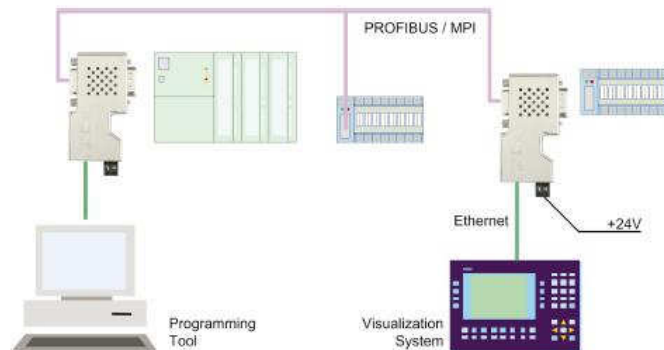 PROFIBUS / MPI
Ethernet
+24V
Programming
Tool
Visualization
System